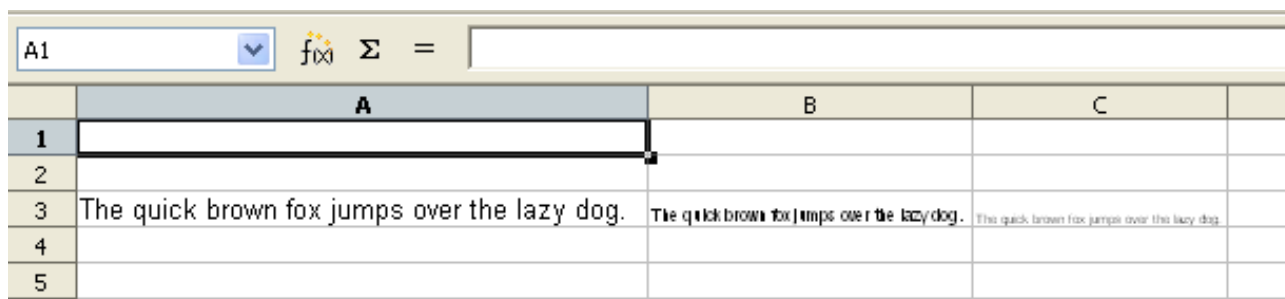 A1 f(x) Σ =
A B C
1
2
3 The quick brown fox jumps over the lazy dog. The quick brown fox jumps over the lazy dog. The quick brown fox jumps over the lazy dog.
4
5